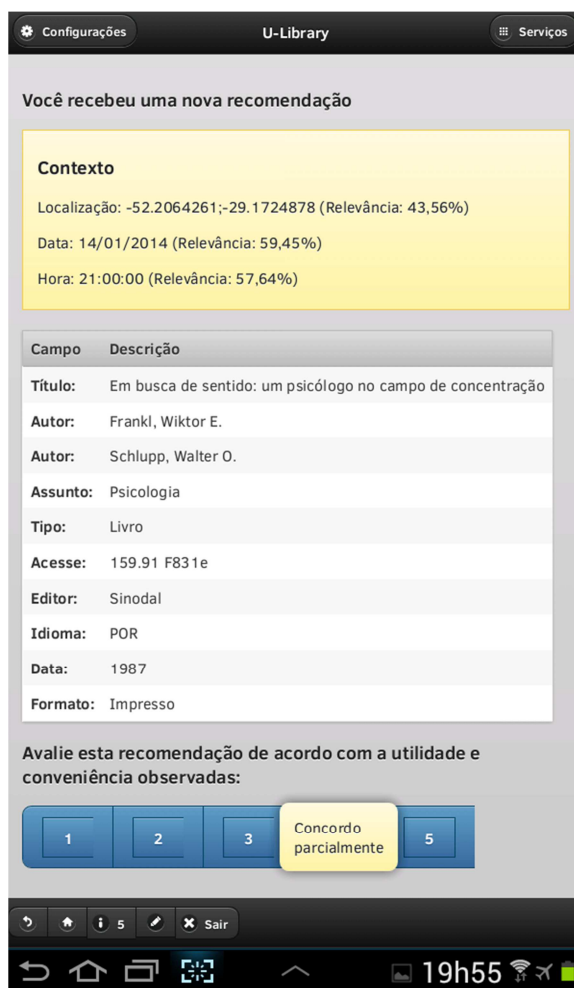 Configurações
U-Library
Serviços
Você recebeu uma nova recomendação
Contexto
Localização: -52.2064261;-29.1724878 (Relevância: 43,56%)
Data: 14/01/2014 (Relevância: 59,45%)
Hora: 21:00:00 (Relevância: 57,64%)
Campo Descrição
Título: Em busca de sentido: um psicólogo no campo de concentração
Autor: Frankl, Wiktor E.
Autor: Schlupp, Walter O.
Assunto: Psicologia
Tipo: Livro
Acesse: 159.91 F831e
Editor: Sinodal
Idioma: POR
Data: 1987
Formato: Impresso
Avalie esta recomendação de acordo com a utilidade e
conveniência observadas:
1 2 3 Concordo
parcialmente 5
5 Sair
19h55